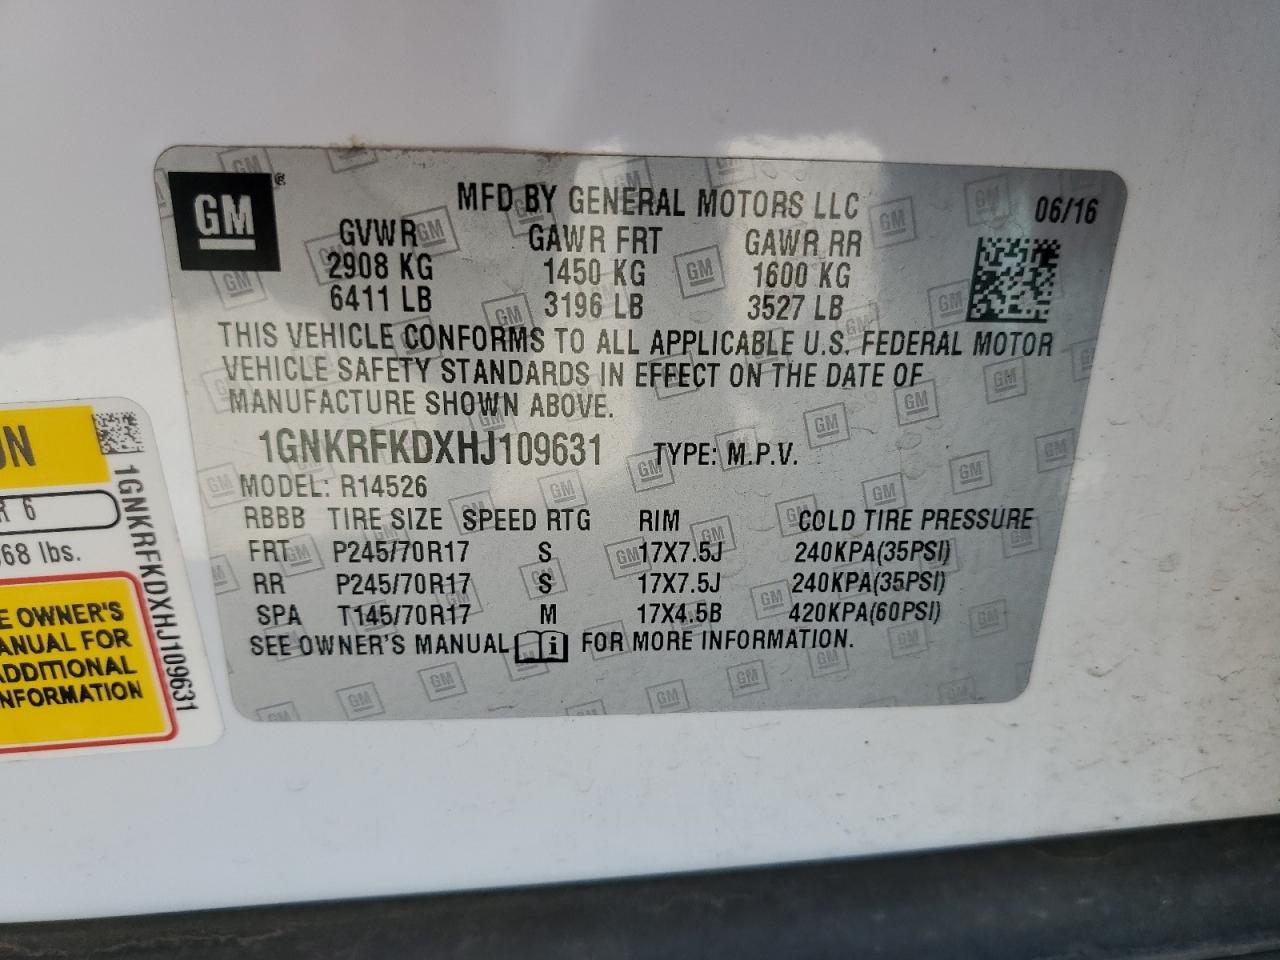 GM ®
MFD BY GENERAL MOTORS LLC 06/16
GVWR GAWR FRT GAWR RR
2908 KG 1450 KG 1600 KG
6411 LB 3196 LB 3527 LB
THIS VEHICLE CONFORMS TO ALL APPLICABLE U.S. FEDERAL MOTOR
VEHICLE SAFETY STANDARDS IN EFFECT ON THE DATE OF
MANUFACTURE SHOWN ABOVE.
1GNKRFKDXHJ109631 TYPE: M.P.V.
MODEL: R14526
RBBB TIRE SIZE SPEED RTG RIM COLD TIRE PRESSURE
FRT P245/70R17 S 17X7.5J 240KPA(35PSI)
RR P245/70R17 S 17X7.5J 240KPA(35PSI)
SPA T145/70R17 M 17X4.5B 420KPA(60PSI)
SEE OWNER'S MANUAL i FOR MORE INFORMATION.
R 6
68 lbs.
E OWNER'S
ANUAL FOR
DDITIONAL
NFORMATION
1GNKRFKDXHJ109631